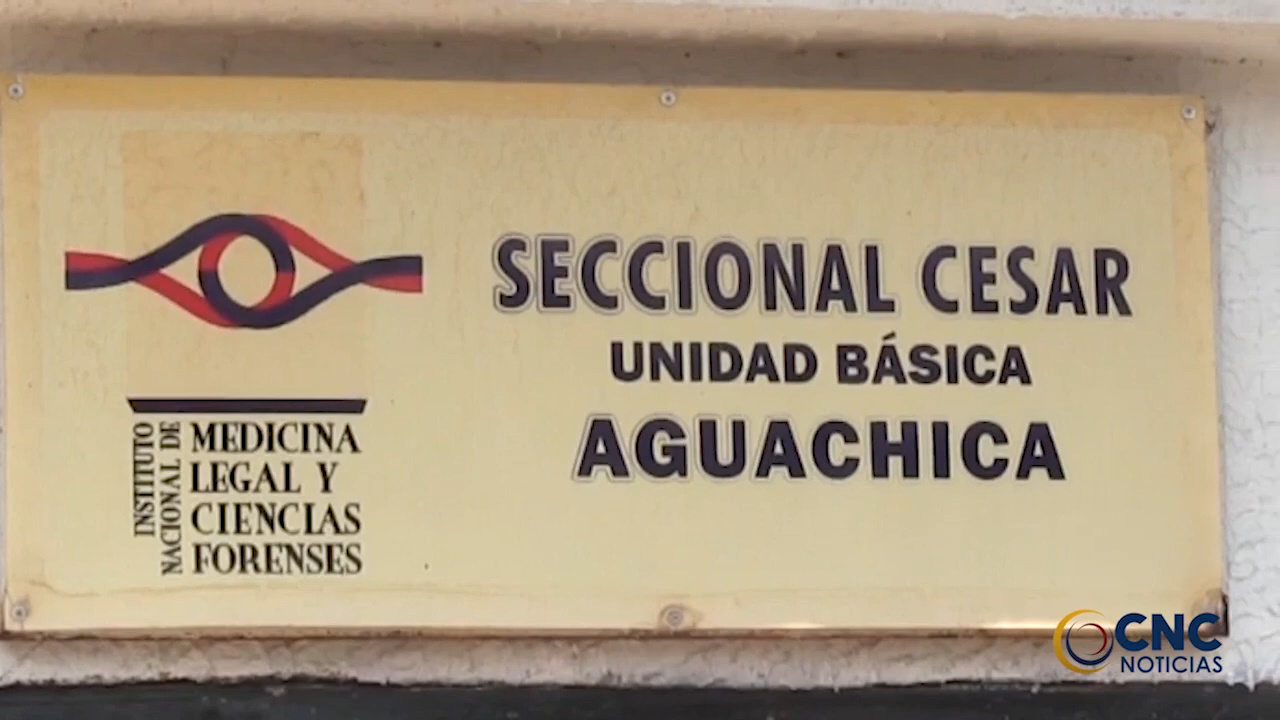 SECCIONAL CESAR
UNIDAD BÁSICA
AGUACHICA
INSTITUTO
NACIONAL DE
MEDICINA
LEGAL Y
CIENCIAS
FORENSES
CNC
NOTICIAS